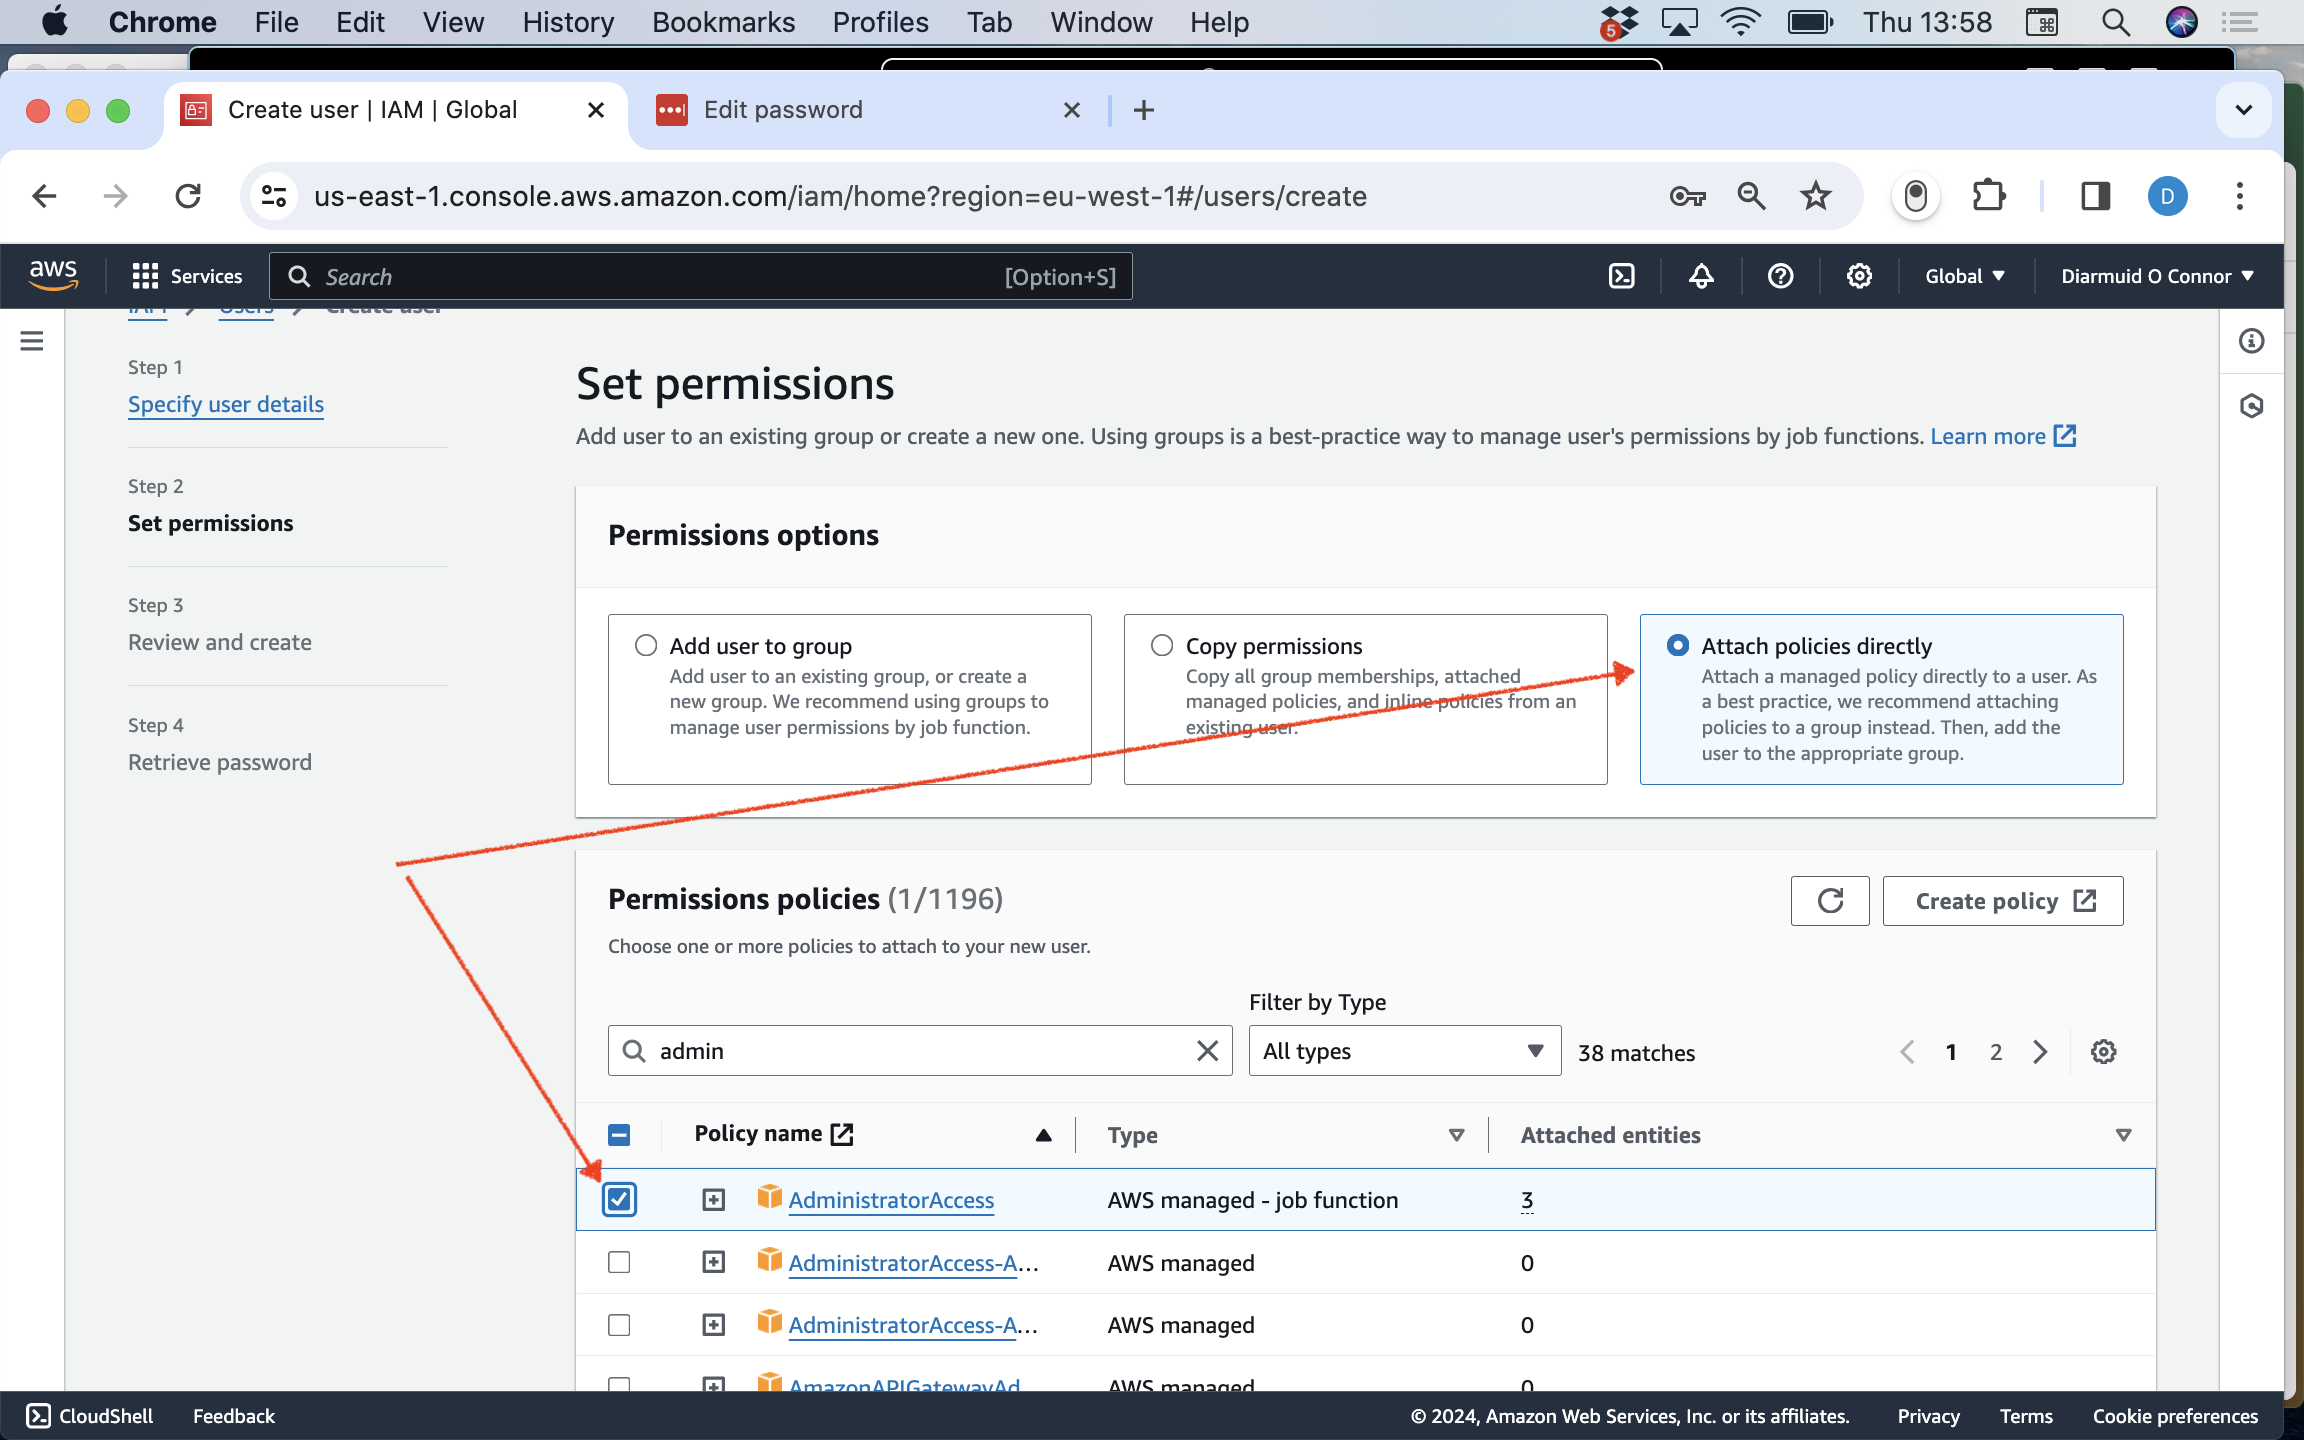 Chrome File Edit View History Bookmarks Profiles Tab Window Help 5 Thu 13:58
Create user | IAM | Global
Edit password
us-east-1.console.aws.amazon.com/iam/home?region=eu-west-1#/users/create
D
aws
Services
Search
[Option+S]
Global
Diarmuid O Connor
IAM
Users
Create user
Step 1
Specify user details
Step 2
Set permissions
Step 3
Review and create
Step 4
Retrieve password
Set permissions
Add user to an existing group or create a new one. Using groups is a best-practice way to manage user's permissions by job functions. Learn more
Permissions options
Add user to group
Add user to an existing group, or create a
new group. We recommend using groups to
manage user permissions by job function.
Copy permissions
Copy all group memberships, attached
managed policies, and inline policies from an
existing user.
Attach policies directly
Attach a managed policy directly to a user. As
a best practice, we recommend attaching
policies to a group instead. Then, add the
user to the appropriate group.
Permissions policies (1/1196)
Create policy
Choose one or more policies to attach to your new user.
Filter by Type
admin
All types
38 matches
1 2
Policy name Type Attached entities
AdministratorAccess AWS managed - job function 3
AdministratorAccess-A... AWS managed 0
AdministratorAccess-A... AWS managed 0
AmazonAPIGatewayAd AWS managed 0
CloudShell Feedback © 2024, Amazon Web Services, Inc. or its affiliates. Privacy Terms Cookie preferences